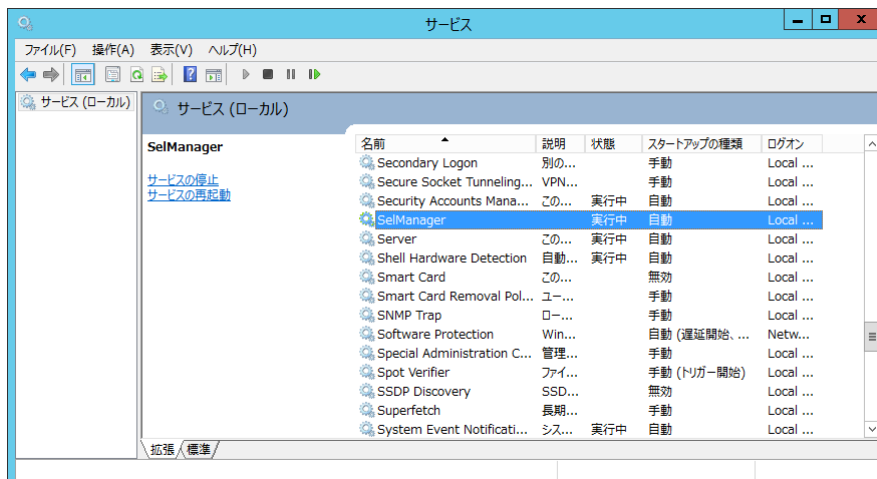 サービス
ファイル(F) 操作(A) 表示(V) ヘルプ(H)
サービス (ローカル)
サービス (ローカル)
SelManager
サービスの停止
サービスの再起動
名前 説明 状態 スタートアップの種類 ログオン
Secondary Logon 別の... 手動 Local ...
Secure Socket Tunneling... VPN... 手動 Local ...
Security Accounts Mana... この... 実行中 自動 Local ...
SelManager 実行中 自動 Local ...
Server この... 実行中 自動 Local ...
Shell Hardware Detection 自動... 実行中 自動 Local ...
Smart Card この... 無効 Local ...
Smart Card Removal Pol... ユー... 手動 Local ...
SNMP Trap ロー... 手動 Local ...
Software Protection Win... 自動 (遅延開始、... Netw...
Special Administration C... 管理... 手動 Local ...
Spot Verifier ファイ... 手動 (トリガー開始) Local ...
SSDP Discovery SSD... 無効 Local ...
Superfetch 長期... 手動 Local ...
System Event Notificati... シス... 実行中 自動 Local ...
拡張 標準